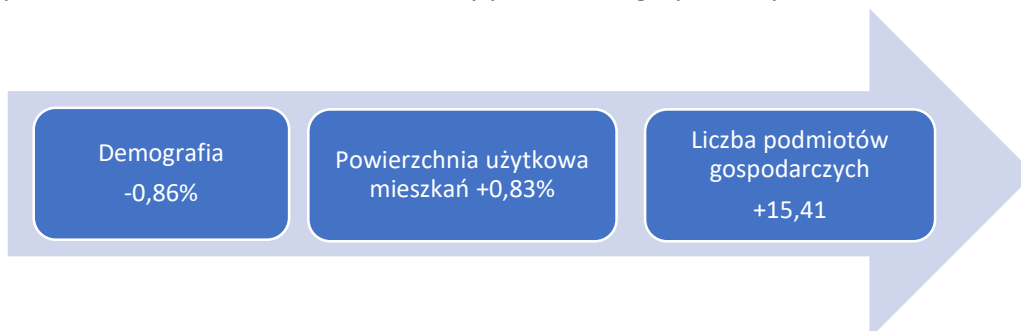 Demografia
-0,86%
Powierzchnia użytkowa
mieszkań +0,83%
Liczba podmiotów
gospodarczych
+15,41